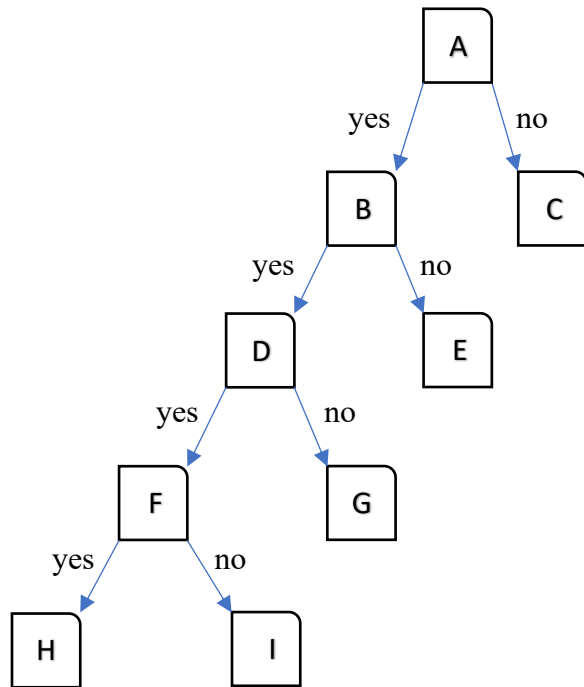 A
yes no
B C
yes no
D E
yes no
F G
yes no
H I